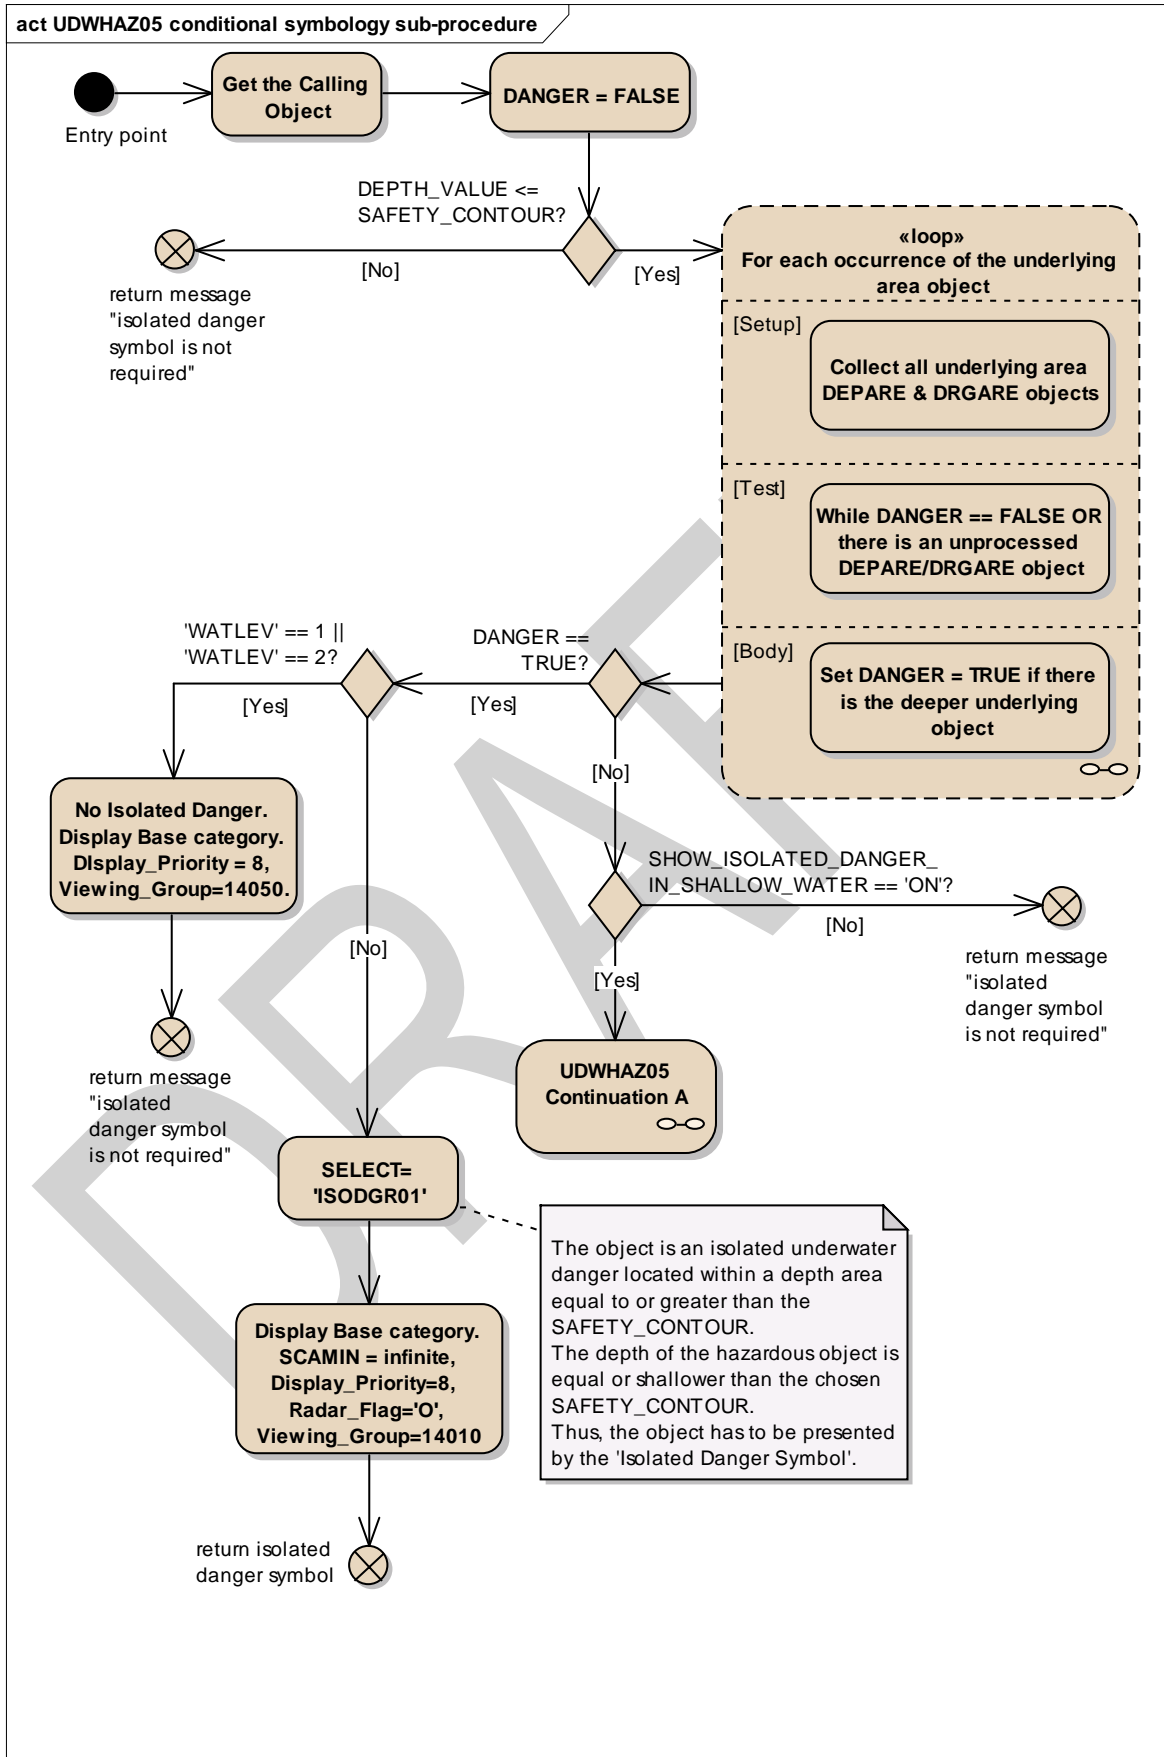 act UDWHAZ05 conditional symbology sub-procedure
Get the Calling
Object
DANGER = FALSE
Entry point
DEPTH_VALUE <=
SAFETY_CONTOUR?
[No]
[Yes]
return message
"isolated danger
symbol is not
required"
«loop»
For each occurrence of the underlying
area object
[Setup]
Collect all underlying area
DEPARE & DRGARE objects
[Test]
While DANGER == FALSE OR
there is an unprocessed
DEPARE/DRGARE object
[Body]
Set DANGER = TRUE if there
is the deeper underlying
object
'WATLEV' == 1 ||
'WATLEV' == 2?
DANGER ==
TRUE?
[Yes]
[Yes]
[No]
No Isolated Danger.
Display Base category.
DIsplay_Priority = 8,
Viewing_Group=14050.
SHOW_ISOLATED_DANGER_
IN_SHALLOW_WATER == 'ON'?
[No]
[No]
[Yes]
return message
"isolated
danger symbol
is not required"
return message
"isolated
danger symbol
is not required"
UDWHAZ05
Continuation A
SELECT=
'ISODGR01'
The object is an isolated underwater
danger located within a depth area
equal to or greater than the
SAFETY_CONTOUR.
The depth of the hazardous object is
equal or shallower than the chosen
SAFETY_CONTOUR.
Thus, the object has to be presented
by the 'Isolated Danger Symbol'.
Display Base category.
SCAMIN = infinite,
Display_Priority=8,
Radar_Flag='O',
Viewing_Group=14010
return isolated
danger symbol
DRAFT